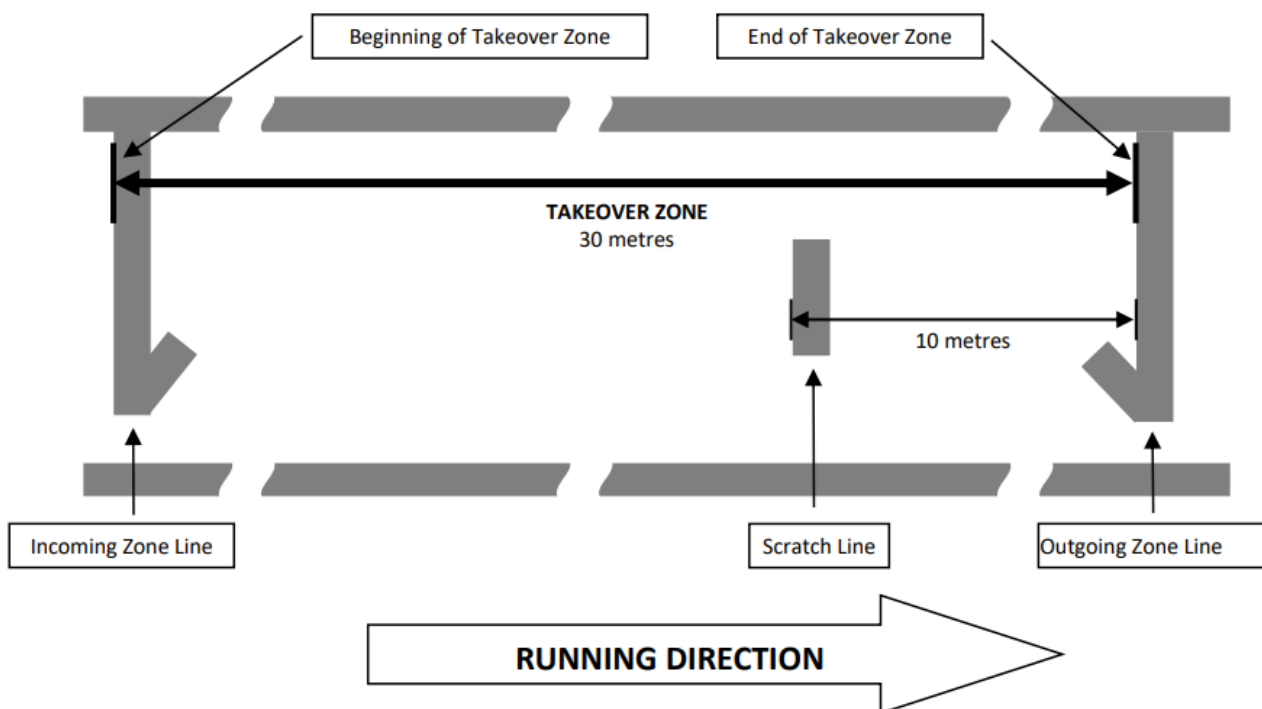 Beginning of Takeover Zone
End of Takeover Zone
TAKEOVER ZONE
30 metres
10 metres
Incoming Zone Line
Scratch Line
Outgoing Zone Line
RUNNING DIRECTION